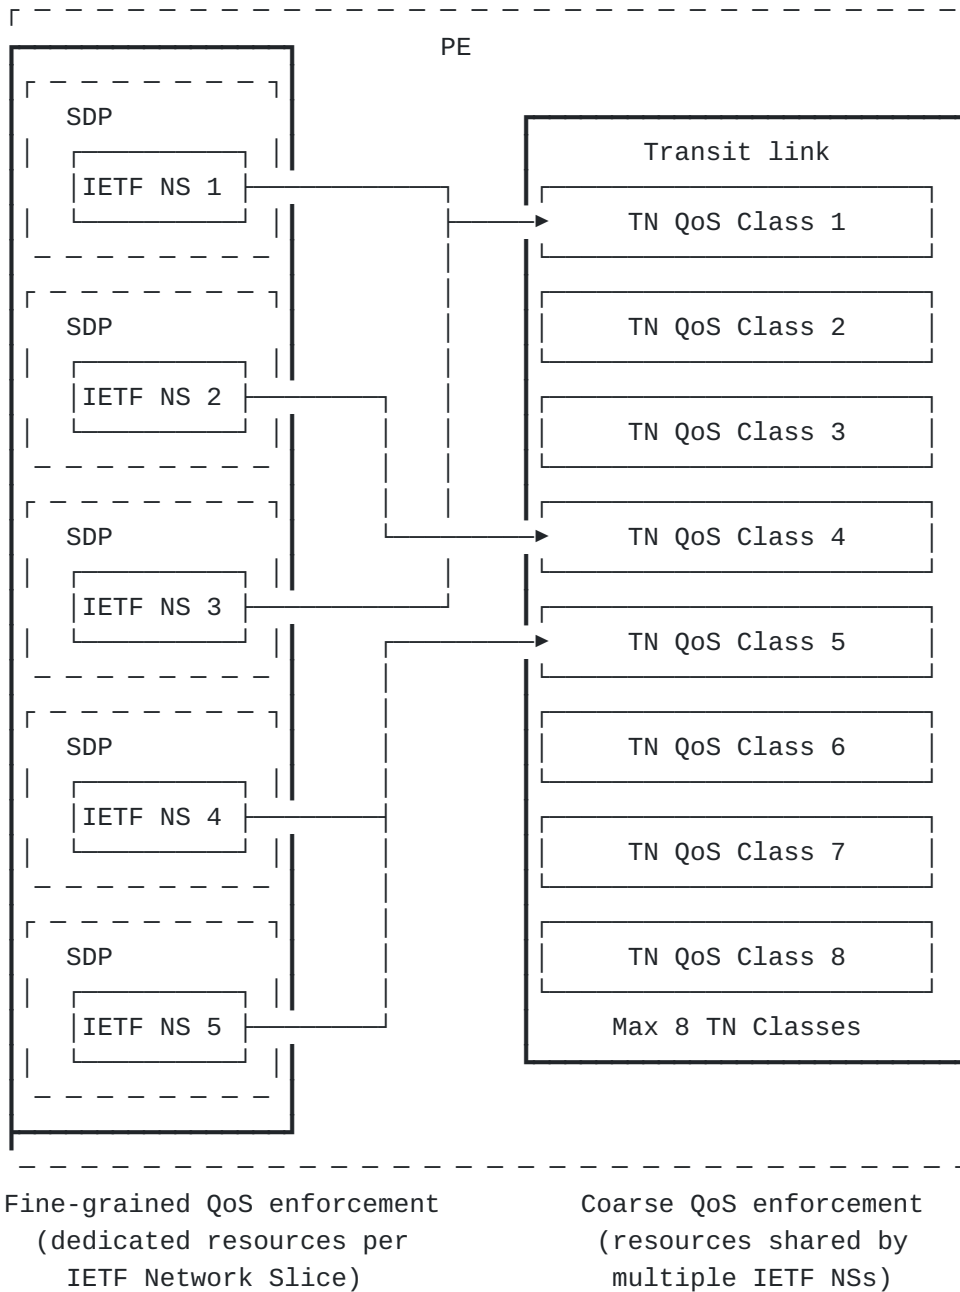 PE
SDP
IETF NS 1
SDP
IETF NS 2
SDP
IETF NS 3
SDP
IETF NS 4
SDP
IETF NS 5
Transit link
TN QoS Class 1
TN QoS Class 2
TN QoS Class 3
TN QoS Class 4
TN QoS Class 5
TN QoS Class 6
TN QoS Class 7
TN QoS Class 8
Max 8 TN Classes
Fine-grained QoS enforcement
(dedicated resources per
IETF Network Slice)
Coarse QoS enforcement
(resources shared by
multiple IETF NSs)